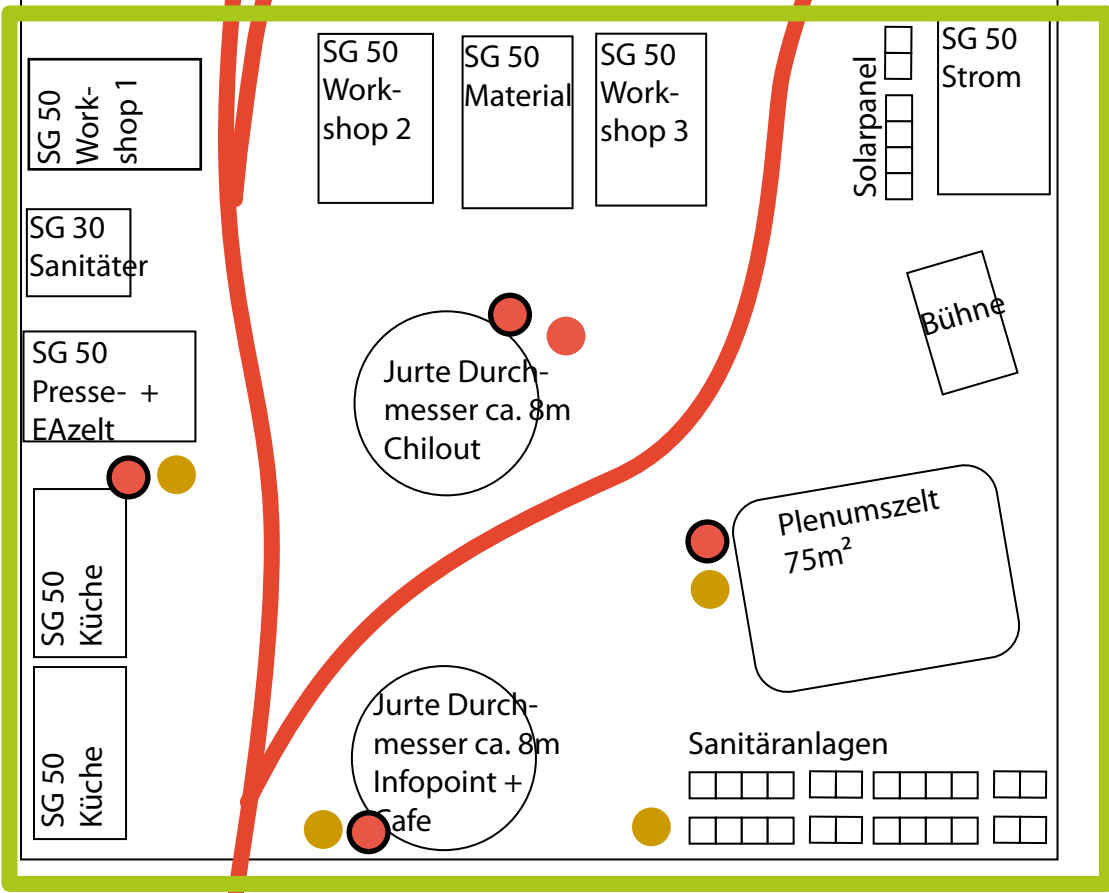 SG 50
Work-
shop 1
SG 50
Work-
shop 2
SG 50
Material
SG 50
Work-
shop 3
Solarpanel
SG 50
Strom
SG 30
Sanitäter
Bühne
SG 50
Presse- +
EAzelt
Jurte Durch-
messer ca. 8m
Chilout
Plenumszelt
75m²
SG 50
Küche
SG 50
Küche
Jurte Durch-
messer ca. 8m
Infopoint +
Cafe
Sanitäranlagen